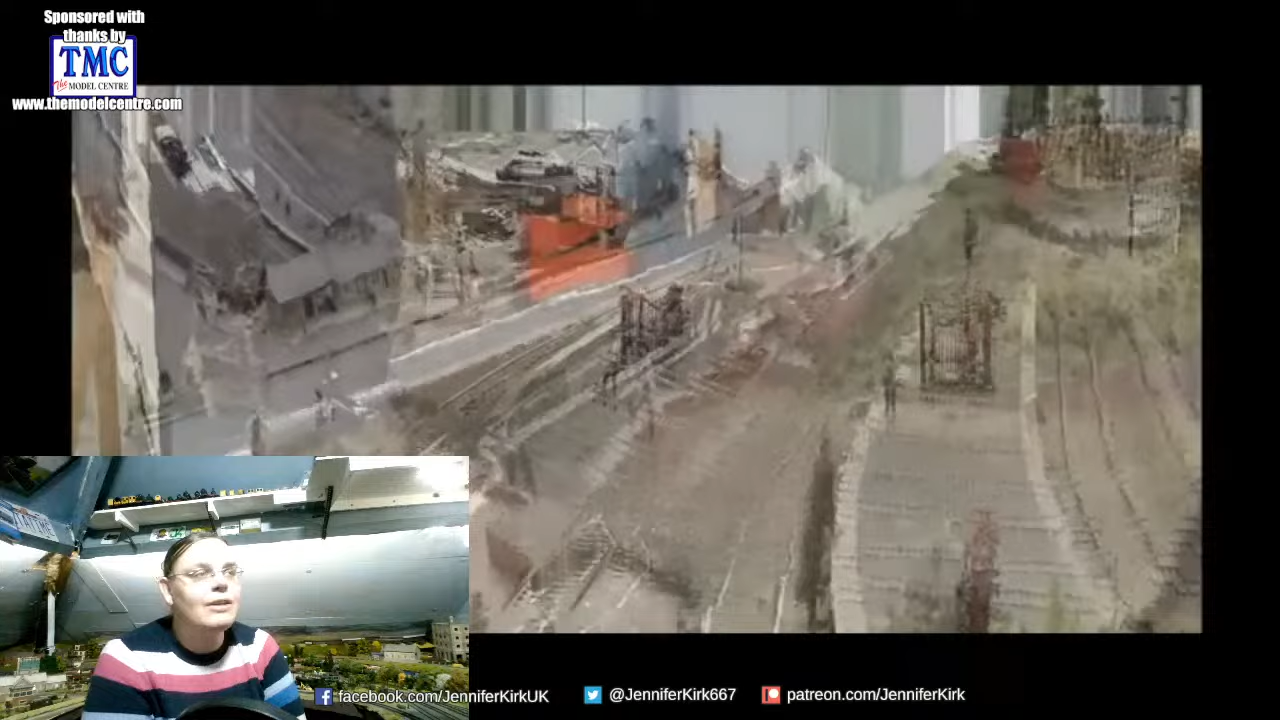 Sponsored with
thanks by
TMC
The MODEL CENTRE
www.themodelcentre.com
facebook.com/JenniferKirkUK
@JenniferKirk667
patreon.com/JenniferKirk